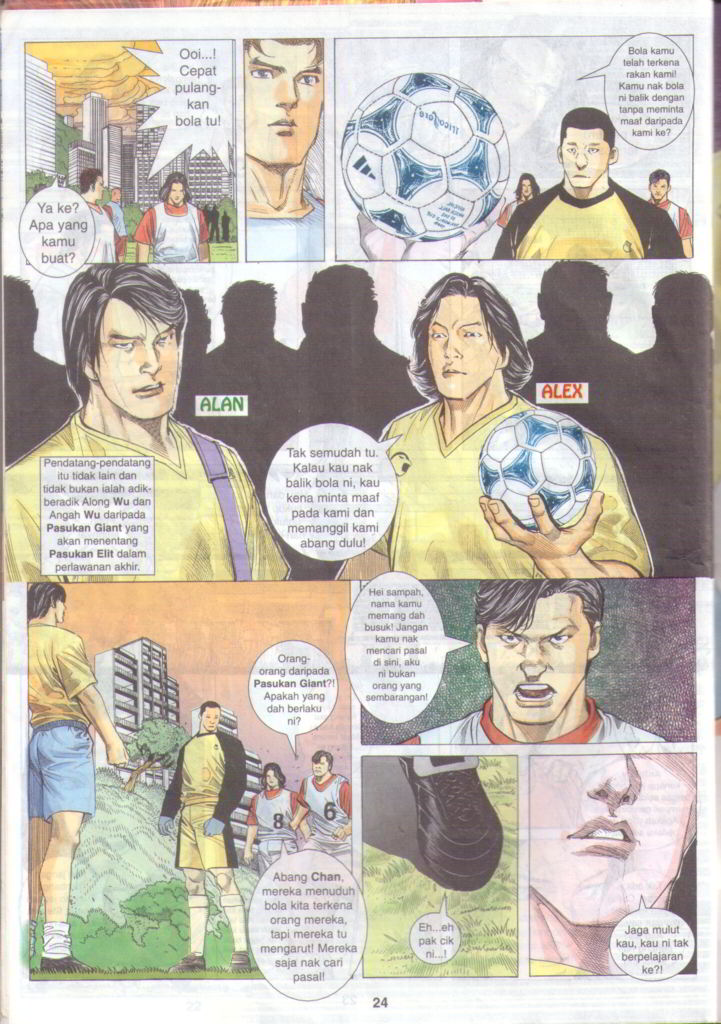 Ooi...!
Cepat
pulang-
kan
bola tu!
Ya ke?
Apa yang
kamu
buat?
Bola kamu
telah terkena
rakan kami!
Kamu nak bola
ni balik dengan
tanpa meminta
maaf daripada
kami ke?
ALAN
ALEX
Pendatang-pendatang
itu tidak lain dan
tidak bukan ialah adik-
beradik Along Wu dan
Angah Wu daripada
Pasukan Giant yang
akan menentang
Pasukan Elit dalam
perlawanan akhir.
Tak semudah tu.
Kalau kau nak
balik bola ni, kau
kena minta maaf
pada kami dan
memanggil kami
abang dulu!
Orang-
orang daripada
Pasukan Giant?!
Apakah yang
dah berlaku
ni?
8
6
Abang Chan,
mereka menuduh
bola kita terkena
orang mereka,
tapi mereka tu
mengarut! Mereka
saja nak cari
pasal!
Hei sampah,
nama kamu
memang dah
busuk! Jangan
kamu nak
mencari pasal
di sini, aku
ni bukan
orang yang
sembarangan!
Eh...eh
pak cik
ni...!
Jaga mulut
kau, kau ni tak
berpelajaran
ke?!
24